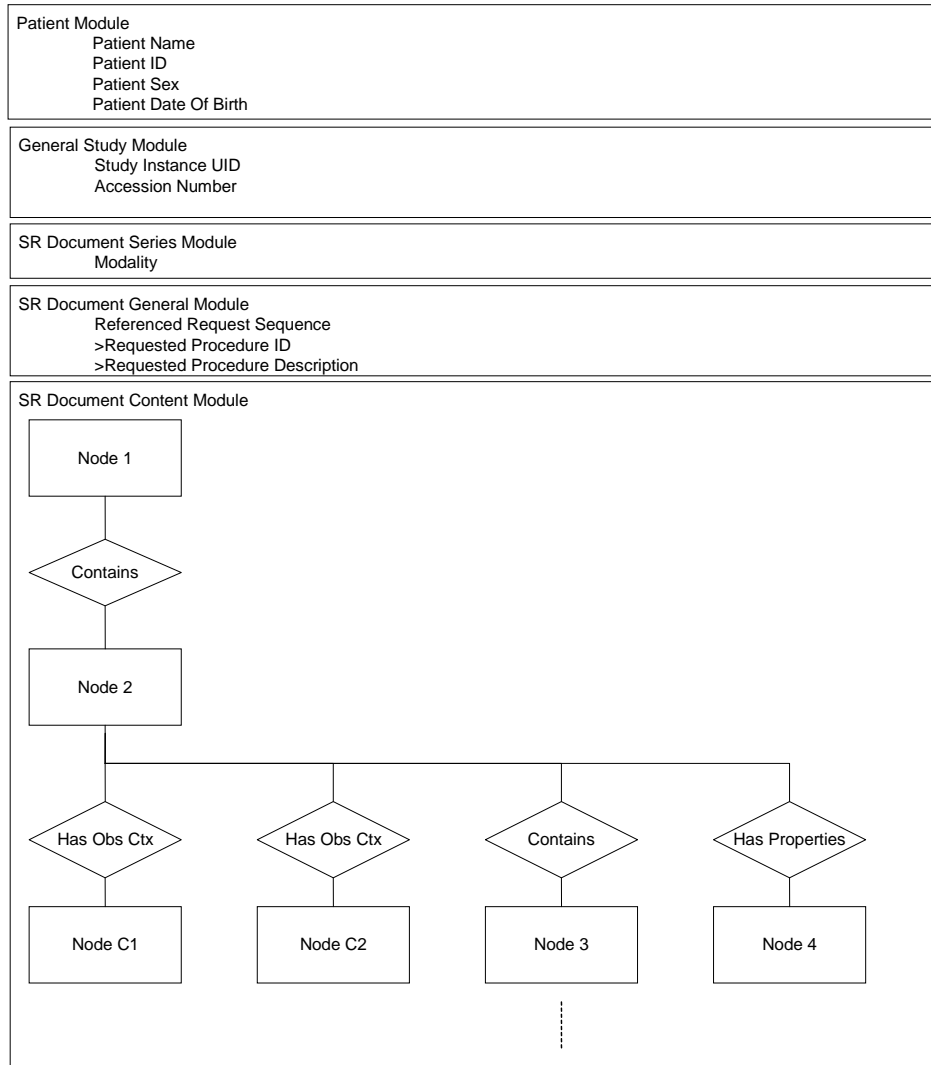 Patient Module
Patient Name
Patient ID
Patient Sex
Patient Date Of Birth
General Study Module
Study Instance UID
Accession Number
SR Document Series Module
Modality
SR Document General Module
Referenced Request Sequence
>Requested Procedure ID
>Requested Procedure Description
SR Document Content Module
Node 1
Contains
Node 2
Has Obs Ctx
Has Obs Ctx
Contains
Has Properties
Node C1
Node C2
Node 3
Node 4